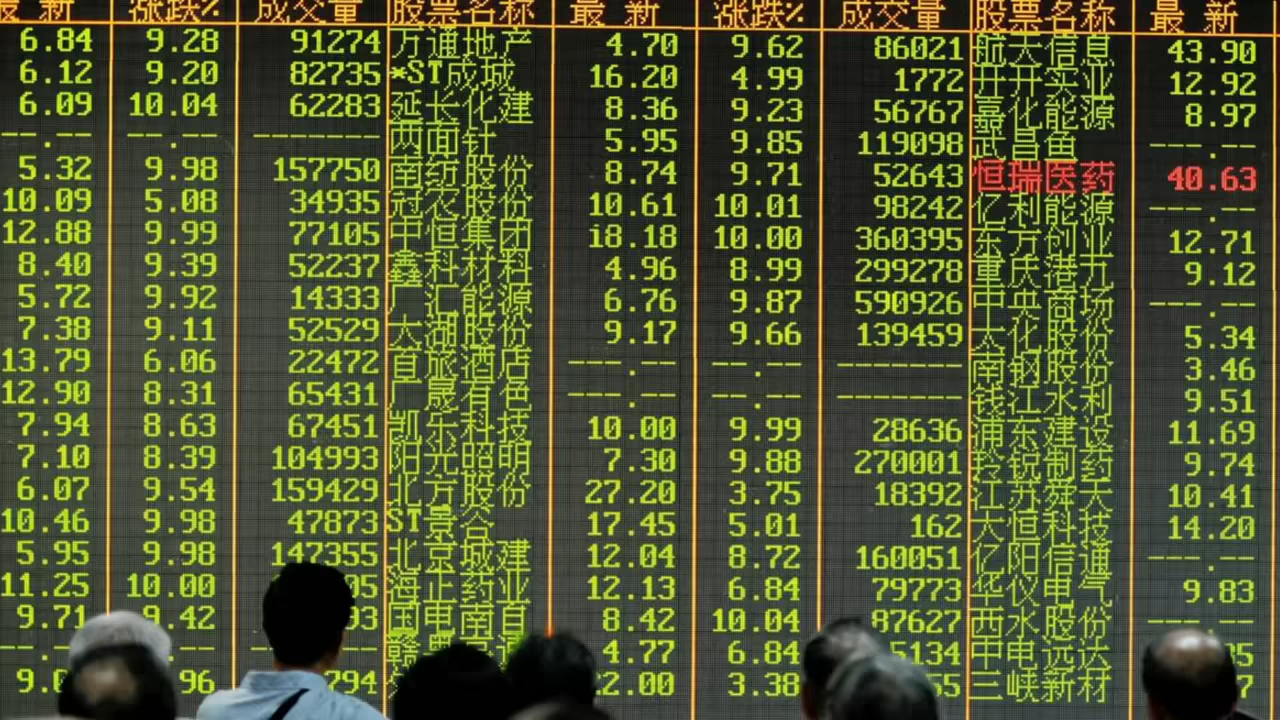 最 新 涨跌% 成交量 股票名称 最 新 涨跌% 成交量 股票名称 最 新
6.84 9.28 91274 万通地产 4.70 9.62 86021 航天信息 43.90
6.12 9.20 82735 *ST成城 16.20 4.99 1772 开开实业 12.92
6.09 10.04 62283 延长化建 8.36 9.23 56767 嘉化能源 8.97
--.-- --.-- ------- 两面针 5.95 9.85 119098 武昌鱼 ---.--
5.32 9.98 157750 南纺股份 8.74 9.71 52643 恒瑞医药 40.63
10.09 5.08 34935 冠农股份 10.61 10.01 98242 亿利能源 ---.--
12.88 9.99 77105 中恒集团 18.18 10.00 360395 东方创业 12.71
8.40 9.39 52237 鑫科材料 4.96 8.99 299278 重庆港九 9.12
5.72 9.92 14333 广汇能源 6.76 9.87 590926 中央商场 ---.--
7.38 9.11 52529 大湖股份 9.17 9.66 139459 太化股份 5.34
13.79 6.06 22472 首旅酒店 ---.-- --.-- ------- 南钢股份 3.46
12.90 8.31 65431 广晟有色 ---.-- --.-- ------- 钱江水利 9.51
7.94 8.63 67451 凯乐科技 10.00 9.99 28636 浦东建设 11.69
7.10 8.39 104993 阳光照明 7.30 9.88 270001 羚锐制药 9.74
6.07 9.54 159429 北方股份 27.20 3.75 18392 江苏舜天 10.41
10.46 9.98 47873 ST景谷 17.45 5.01 162 大恒科技 14.20
5.95 9.98 147355 北京城建 12.04 8.72 160051 亿阳信通 ---.--
11.25 10.00 05 海正药业 12.13 6.84 79773 华仪电气 9.83
9.71 9.42 93 国电南自 8.42 10.04 87627 西水股份 ---.--
--.-- 赣粤高速 4.77 6.84 5134 中电远达 35
9.0 96 794 2.00 3.38 55 三峡新材 7